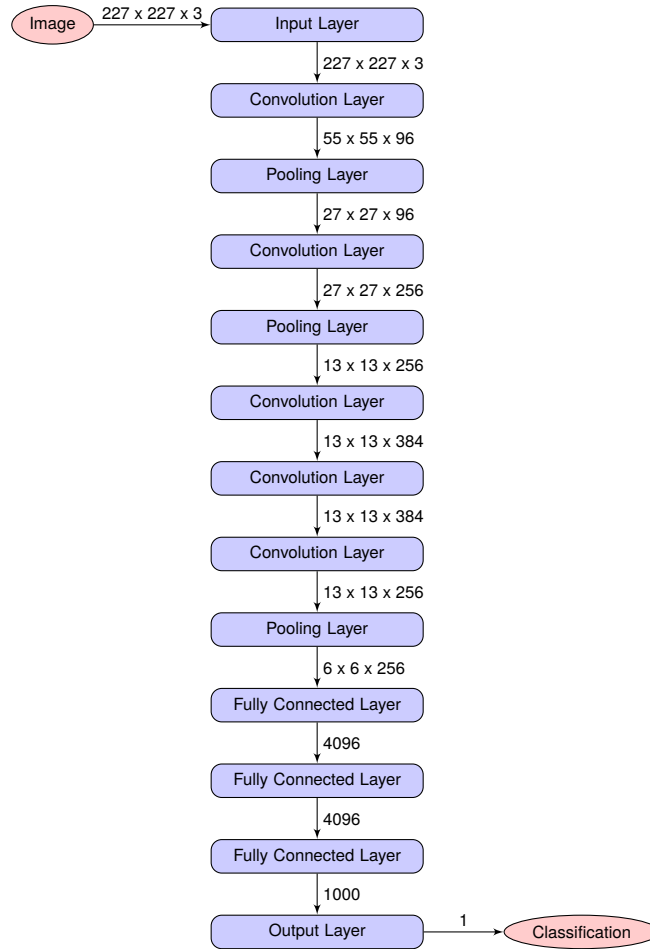 Image
227 x 227 x 3
Input Layer
227 x 227 x 3
Convolution Layer
55 x 55 x 96
Pooling Layer
27 x 27 x 96
Convolution Layer
27 x 27 x 256
Pooling Layer
13 x 13 x 256
Convolution Layer
13 x 13 x 384
Convolution Layer
13 x 13 x 384
Convolution Layer
13 x 13 x 256
Pooling Layer
6 x 6 x 256
Fully Connected Layer
4096
Fully Connected Layer
4096
Fully Connected Layer
1000
Output Layer
1
Classification